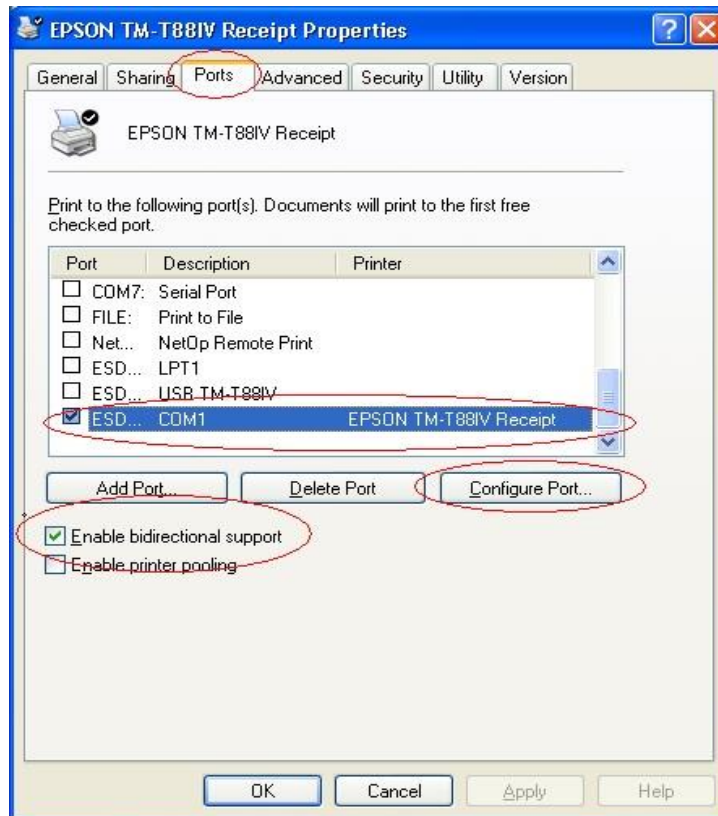 EPSON TM-T88IV Receipt Properties
General Sharing Ports Advanced Security Utility Version
EPSON TM-T88IV Receipt
Print to the following port(s). Documents will print to the first free
checked port.
Port Description Printer
COM7: Serial Port
FILE: Print to File
Net... NetOp Remote Print
ESD... LPT1
ESD... USB TM-T88IV
ESD... COM1 EPSON TM-T88IV Receipt
Add Port... Delete Port Configure Port...
Enable bidirectional support
Enable printer pooling
OK Cancel Apply Help